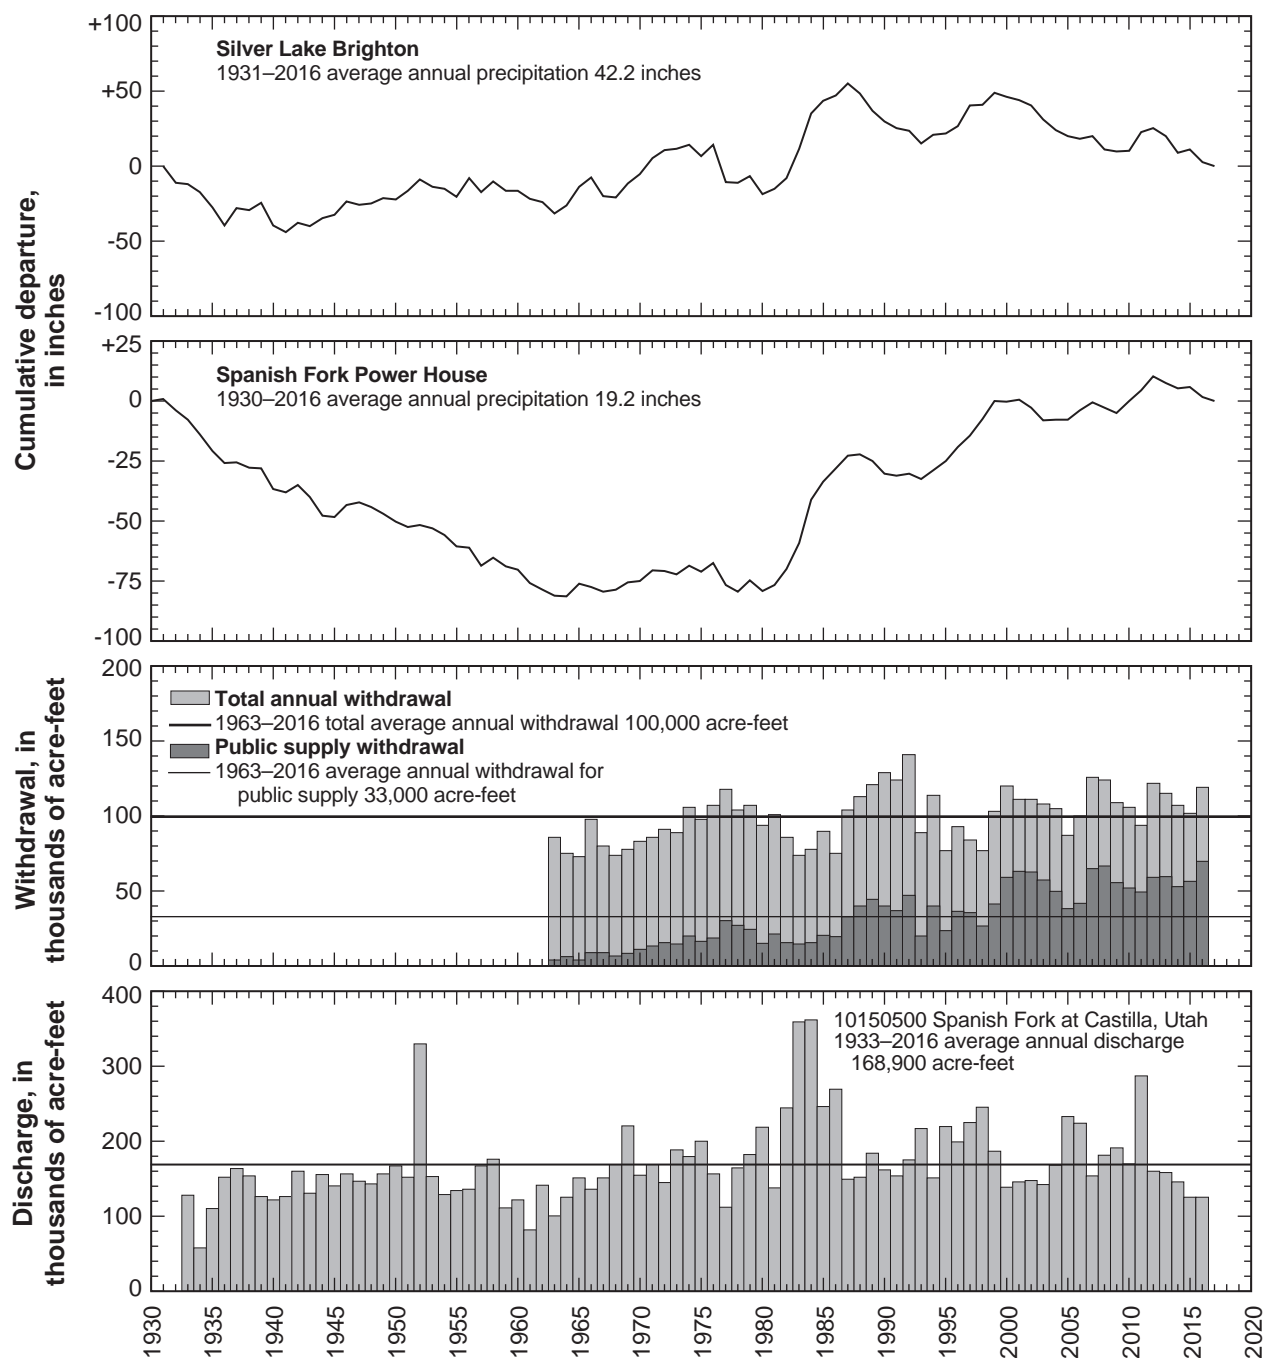 Cumulative departure,
in inches
+100
+50
0
-50
-100
Silver Lake Brighton
1931–2016 average annual precipitation 42.2 inches
+25
0
-25
-50
-75
-100
Spanish Fork Power House
1930–2016 average annual precipitation 19.2 inches
Withdrawal, in
thousands of acre-feet
200
150
100
50
0
Total annual withdrawal
1963–2016 total average annual withdrawal 100,000 acre-feet
Public supply withdrawal
1963–2016 average annual withdrawal for
public supply 33,000 acre-feet
Discharge, in
thousands of acre-feet
400
300
200
100
0
10150500 Spanish Fork at Castilla, Utah
1933–2016 average annual discharge
168,900 acre-feet
1930 1935 1940 1945 1950 1955 1960 1965 1970 1975 1980 1985 1990 1995 2000 2005 2010 2015 2020